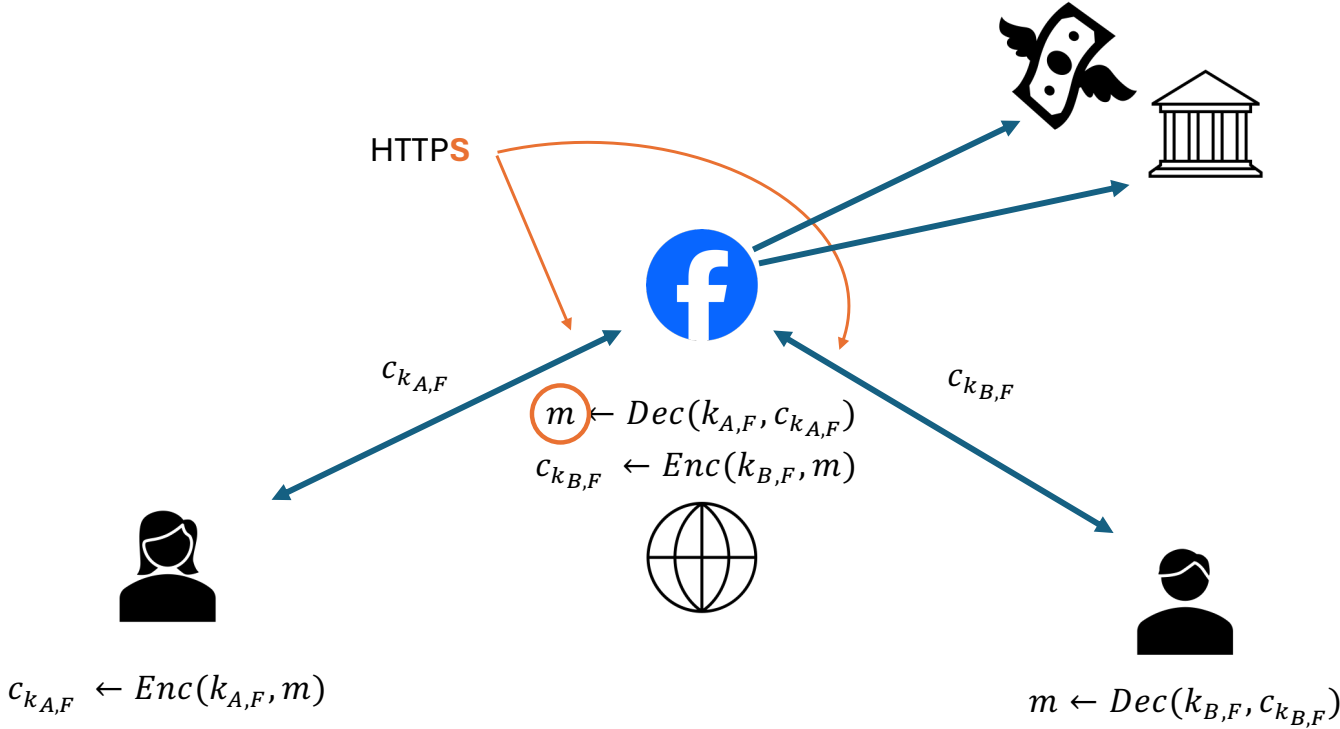 HTTPS
c_{k_{A,F}}
c_{k_{B,F}}
m ← Dec(k_{A,F}, c_{k_{A,F}})
c_{k_{B,F}} ← Enc(k_{B,F}, m)
c_{k_{A,F}} ← Enc(k_{A,F}, m)
m ← Dec(k_{B,F}, c_{k_{B,F}})